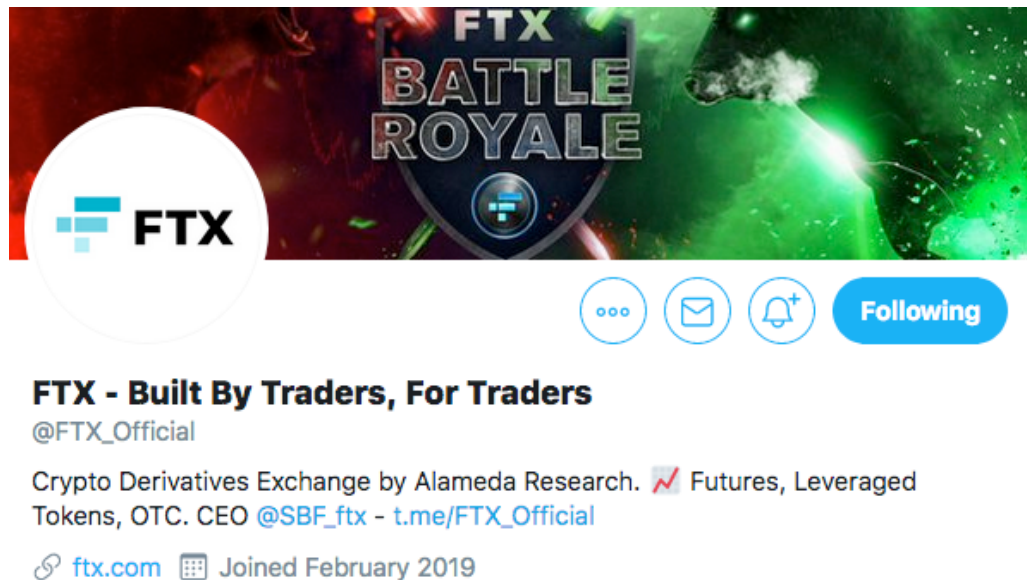 FTX
BATTLE
ROYALE
FTX
Following
FTX - Built By Traders, For Traders
@FTX_Official
Crypto Derivatives Exchange by Alameda Research. 📈 Futures, Leveraged
Tokens, OTC. CEO @SBF_ftx - t.me/FTX_Official
ftx.com Joined February 2019